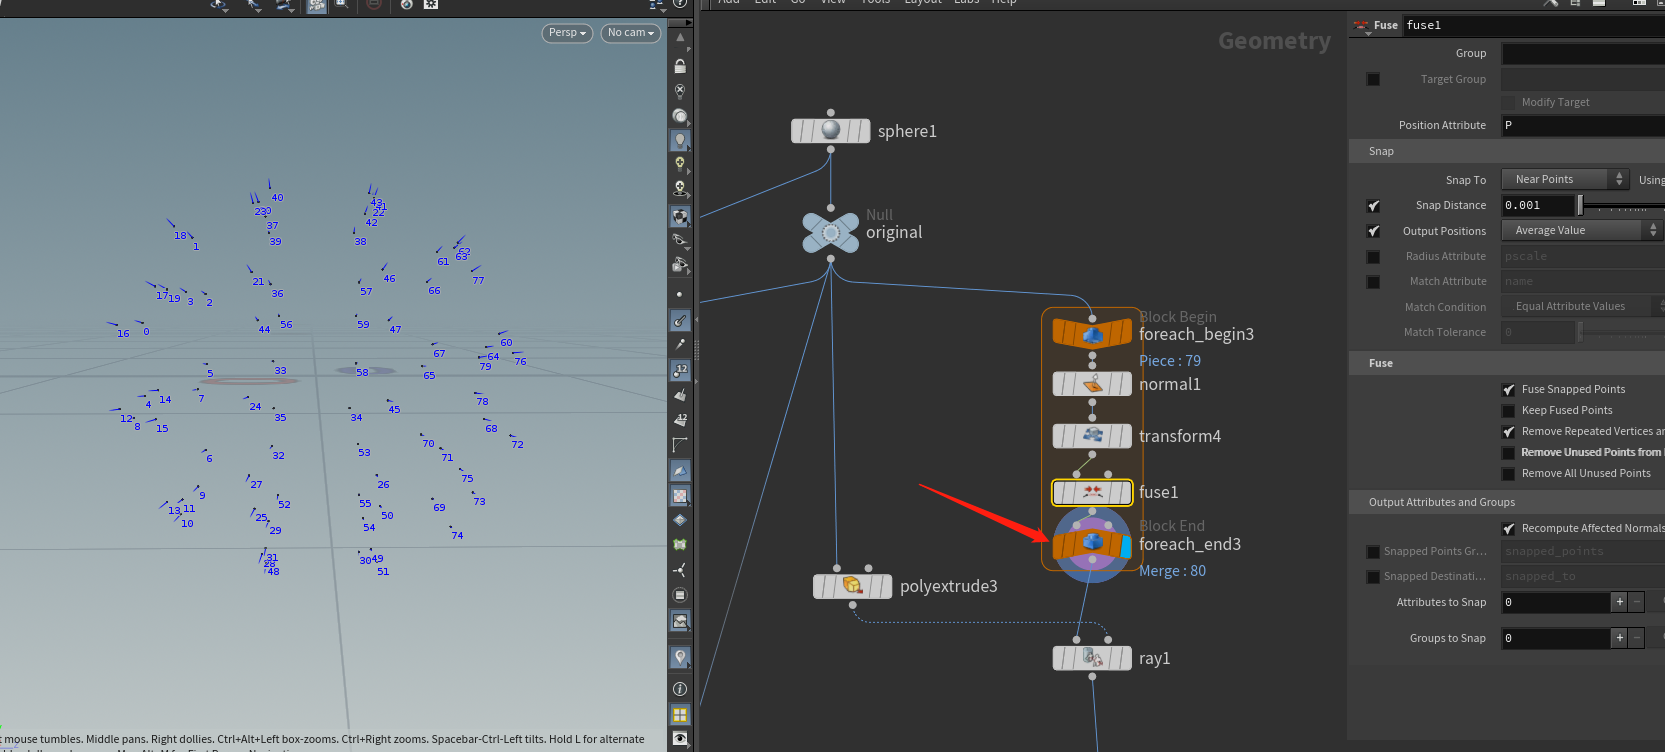 Add Edit Go View Tools Layout Labs Help
Persp
No cam
Geometry
Fuse fuse1
Group
Target Group
Modify Target
Position Attribute P
Snap
Snap To Near Points Using
Snap Distance 0.001
Output Positions Average Value
Radius Attribute pscale
Match Attribute name
Match Condition Equal Attribute Values
Match Tolerance 0
Fuse
Fuse Snapped Points
Keep Fused Points
Remove Repeated Vertices
Remove Unused Points from
Remove All Unused Points
Output Attributes and Groups
Recompute Affected Normals
Snapped Points Gr... snapped_points
Snapped Destinati... snapped_to
Attributes to Snap 0 + −
Groups to Snap 0 + −
sphere1
Null
original
Block Begin
foreach_begin3
Piece : 79
normal1
transform4
fuse1
Block End
foreach_end3
Merge : 80
polyextrude3
ray1
40
23
37
39
43
22
42
38
18
1
61
63
77
21
36
46
57
66
17
19
3
2
16
0
44
56
59
47
60
67
64
79
76
5
33
58
65
4
14
7
24
35
34
45
78
12
8
15
68
6
32
53
70
71
72
27
26
75
9
13
11
10
52
25
29
55
50
54
69
73
74
31
48
30
49
51
12
12
mouse tumbles. Middle pans. Right dollies. Ctrl+Alt+Left box-zooms. Ctrl+Right zooms. Spacebar-Ctrl-Left tilts. Hold L for alternate